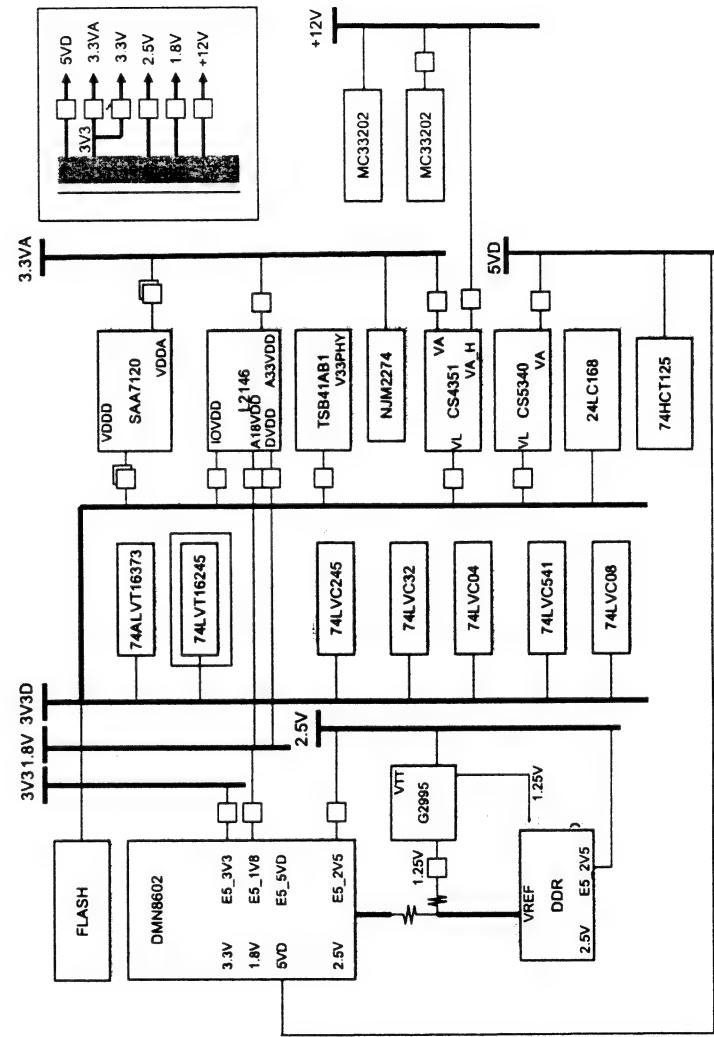 5VD
3.3VA
3.3V
2.5V
1.8V
+12V
3V3
+12V
MC33202
MC33202
3.3VA
5VD
VDDD
SAA7120
VDDA
IOVDD
L2146
A18VDD
DVDD
A33VDD
TSB41AB1
V33PHY
NJM2274
VA
CS4351
VL
VA_H
CS5340
VL
VA
24LC168
74HCT125
74ALVT16373
74LVT16245
74LVC245
74LVC32
74LVC04
74LVC541
74LVC08
3V3
1.8V
3V3D
2.5V
FLASH
DMN8602
3.3V E5_3V3
1.8V E5_1V8
5VD E5_5VD
2.5V E5_2V5
VTT
G2995
1.25V
1.25V
VREF
DDR
2.5V E5_2V5